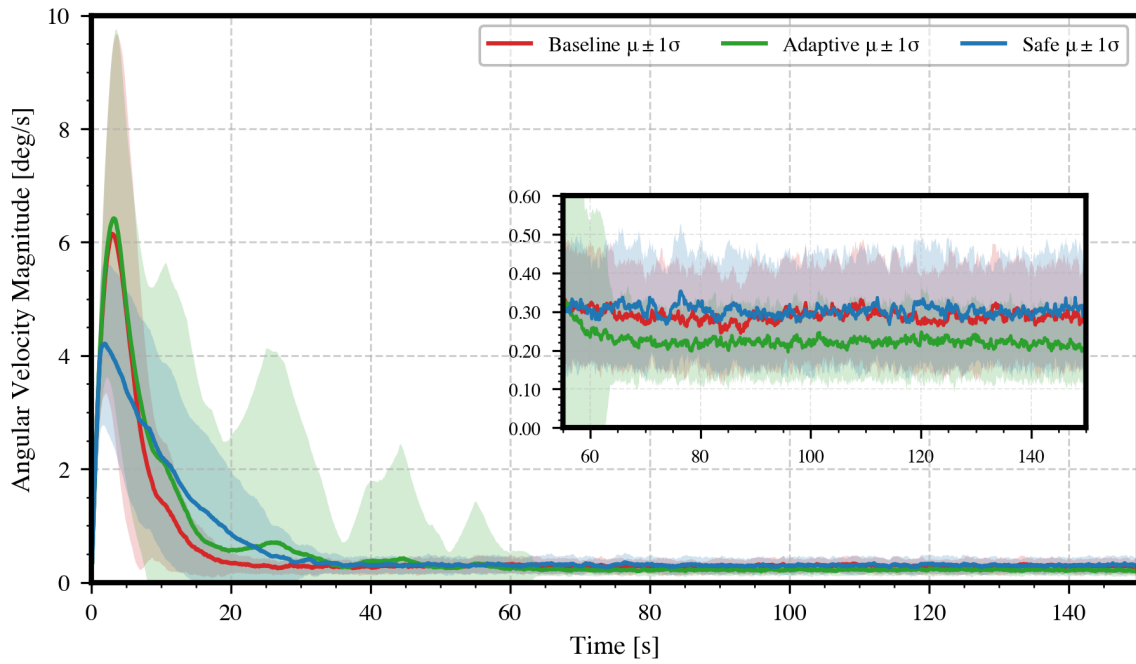 Angular Velocity Magnitude [deg/s]
10
8
6
4
2
0
Baseline μ ± 1σ Adaptive μ ± 1σ Safe μ ± 1σ
0.60
0.50
0.40
0.30
0.20
0.10
0.00
60 80 100 120 140
0 20 40 60 80 100 120 140
Time [s]